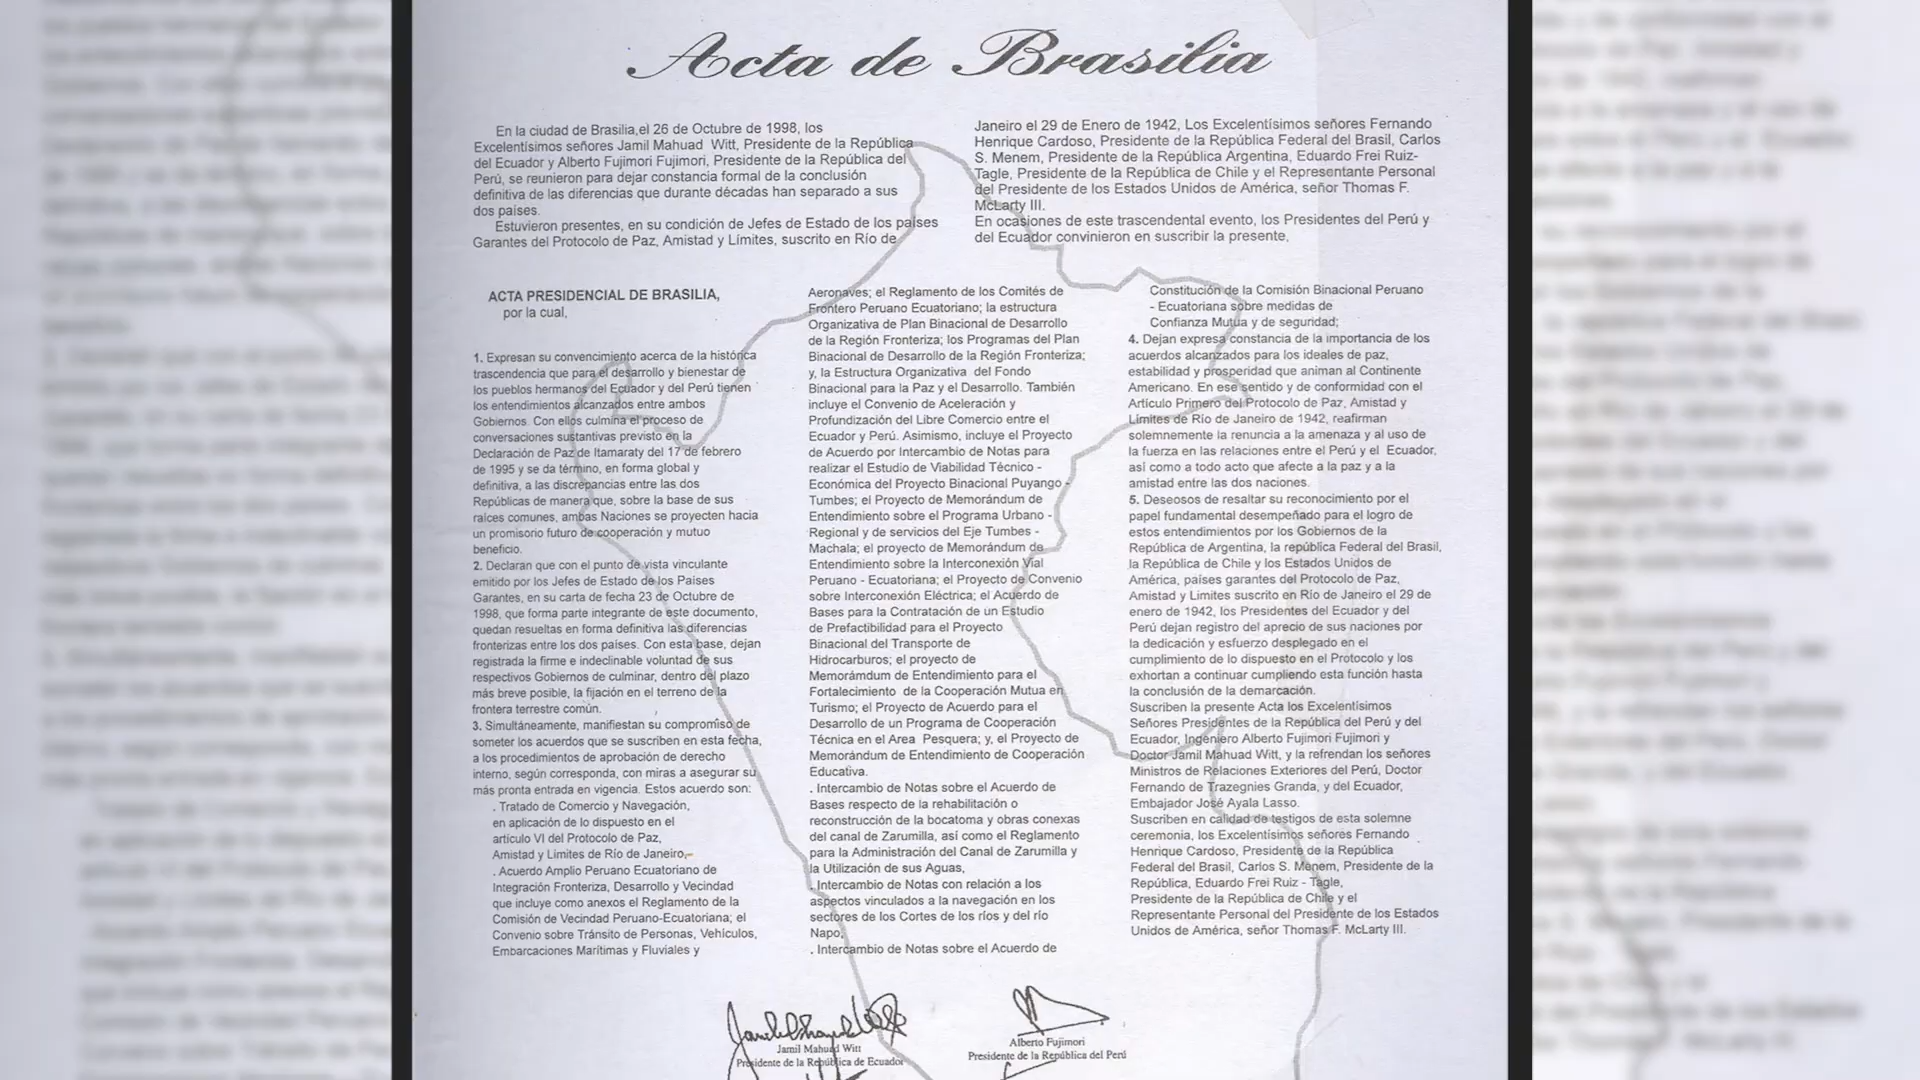 Acta de Brasilia
En la ciudad de Brasilia,el 26 de Octubre de 1998, los
Excelentísimos señores Jamil Mahuad Witt, Presidente de la República
del Ecuador y Alberto Fujimori Fujimori, Presidente de la República del
Perú, se reunieron para dejar constancia formal de la conclusión
definitiva de las diferencias que durante décadas han separado a sus
dos países.
Estuvieron presentes, en su condición de Jefes de Estado de los países
Garantes del Protocolo de Paz, Amistad y Límites, suscrito en Río de
Janeiro el 29 de Enero de 1942, Los Excelentísimos señores Fernando
Henrique Cardoso, Presidente de la República Federal del Brasil, Carlos
S. Menem, Presidente de la República Argentina, Eduardo Frei Ruiz-
Tagle, Presidente de la República de Chile y el Representante Personal
del Presidente de los Estados Unidos de América, señor Thomas F.
McLarty III.
En ocasiones de este trascendental evento, los Presidentes del Perú y
del Ecuador convinieron en suscribir la presente,
ACTA PRESIDENCIAL DE BRASILIA,
por la cual,
1. Expresan su convencimiento acerca de la histórica
trascendencia que para el desarrollo y bienestar de
los pueblos hermanos del Ecuador y del Perú tienen
los entendimientos alcanzados entre ambos
Gobiernos. Con ellos culmina el proceso de
conversaciones sustantivas previsto en la
Declaración de Paz de Itamaraty del 17 de febrero
de 1995 y se da término, en forma global y
definitiva, a las discrepancias entre las dos
Repúblicas de manera que, sobre la base de sus
raíces comunes, ambas Naciones se proyecten hacia
un promisorio futuro de cooperación y mutuo
beneficio.
2. Declaran que con el punto de vista vinculante
emitido por los Jefes de Estado de los Países
Garantes, en su carta de fecha 23 de Octubre de
1998, que forma parte integrante de este documento,
quedan resueltas en forma definitiva las diferencias
fronterizas entre los dos países. Con esta base, dejan
registrada la firme e indeclinable voluntad de sus
respectivos Gobiernos de culminar, dentro del plazo
más breve posible, la fijación en el terreno de la
frontera terrestre común.
3. Simultáneamente, manifiestan su compromiso de
someter los acuerdos que se suscriben en esta fecha,
a los procedimientos de aprobación de derecho
interno, según corresponda, con miras a asegurar su
más pronta entrada en vigencia. Estos acuerdo son:
. Tratado de Comercio y Navegación,
en aplicación de lo dispuesto en el
artículo VI del Protocolo de Paz,
Amistad y Limites de Río de Janeiro,
. Acuerdo Amplio Peruano Ecuatoriano de
Integración Fronteriza, Desarrollo y Vecindad
que incluye como anexos el Reglamento de la
Comisión de Vecindad Peruano-Ecuatoriana; el
Convenio sobre Tránsito de Personas, Vehículos,
Embarcaciones Marítimas y Fluviales y
Aeronaves; el Reglamento de los Comités de
Frontero Peruano Ecuatoriano; la estructura
Organizativa de Plan Binacional de Desarrollo
de la Región Fronteriza; los Programas del Plan
Binacional de Desarrollo de la Región Fronteriza;
y, la Estructura Organizativa del Fondo
Binacional para la Paz y el Desarrollo. También
incluye el Convenio de Aceleración y
Profundización del Libre Comercio entre el
Ecuador y Perú. Asimismo, incluye el Proyecto
de Acuerdo por Intercambio de Notas para
realizar el Estudio de Viabilidad Técnico -
Económica del Proyecto Binacional Puyango -
Tumbes; el Proyecto de Memorándum de
Entendimiento sobre el Programa Urbano -
Regional y de servicios del Eje Tumbes -
Machala; el proyecto de Memorándum de
Entendimiento sobre la Interconexión Vial
Peruano - Ecuatoriana; el Proyecto de Convenio
sobre Interconexión Eléctrica; el Acuerdo de
Bases para la Contratación de un Estudio
de Prefactibilidad para el Proyecto
Binacional del Transporte de
Hidrocarburos; el proyecto de
Memorámdum de Entendimiento para el
Fortalecimiento de la Cooperación Mutua en
Turismo; el Proyecto de Acuerdo para el
Desarrollo de un Programa de Cooperación
Técnica en el Area Pesquera; y, el Proyecto de
Memorándum de Entendimiento de Cooperación
Educativa.
. Intercambio de Notas sobre el Acuerdo de
Bases respecto de la rehabilitación o
reconstrucción de la bocatoma y obras conexas
del canal de Zarumilla, así como el Reglamento
para la Administración del Canal de Zarumilla y
la Utilización de sus Aguas,
. Intercambio de Notas con relación a los
aspectos vinculados a la navegación en los
sectores de los Cortes de los ríos y del río
Napo,
. Intercambio de Notas sobre el Acuerdo de
Constitución de la Comisión Binacional Peruano
- Ecuatoriana sobre medidas de
Confianza Mutua y de seguridad;
4. Dejan expresa constancia de la importancia de los
acuerdos alcanzados para los ideales de paz,
estabilidad y prosperidad que animan al Continente
Americano. En ese sentido y de conformidad con el
Artículo Primero del Protocolo de Paz, Amistad y
Límites de Río de Janeiro de 1942, reafirman
solemnemente la renuncia a la amenaza y al uso de
la fuerza en las relaciones entre el Perú y el Ecuador,
así como a todo acto que afecte a la paz y a la
amistad entre las dos naciones.
5. Deseosos de resaltar su reconocimiento por el
papel fundamental desempeñado para el logro de
estos entendimientos por los Gobiernos de la
República de Argentina, la república Federal del Brasil,
la República de Chile y los Estados Unidos de
América, países garantes del Protocolo de Paz,
Amistad y Limites suscrito en Río de Janeiro el 29 de
enero de 1942, los Presidentes del Ecuador y del
Perú dejan registro del aprecio de sus naciones por
la dedicación y esfuerzo desplegado en el
cumplimiento de lo dispuesto en el Protocolo y los
exhortan a continuar cumpliendo esta función hasta
la conclusión de la demarcación.
Suscriben la presente Acta los Excelentísimos
Señores Presidentes de la República del Perú y del
Ecuador, Ingeniero Alberto Fujimori Fujimori y
Doctor Jamil Mahuad Witt, y la refrendan los señores
Ministros de Relaciones Exteriores del Perú, Doctor
Fernando de Trazegnies Granda, y del Ecuador,
Embajador José Ayala Lasso.
Suscriben en calidad de testigos de esta solemne
ceremonia, los Excelentísimos señores Fernando
Henrique Cardoso, Presidente de la República
Federal del Brasil, Carlos S. Menem, Presidente de la
República, Eduardo Frei Ruiz - Tagle,
Presidente de la República de Chile y el
Representante Personal del Presidente de los Estados
Unidos de América, señor Thomas F. McLarty III.
Jamil Mahuad Witt
Presidente de la República de Ecuador
Alberto Fujimori
Presidente de la República del Perú